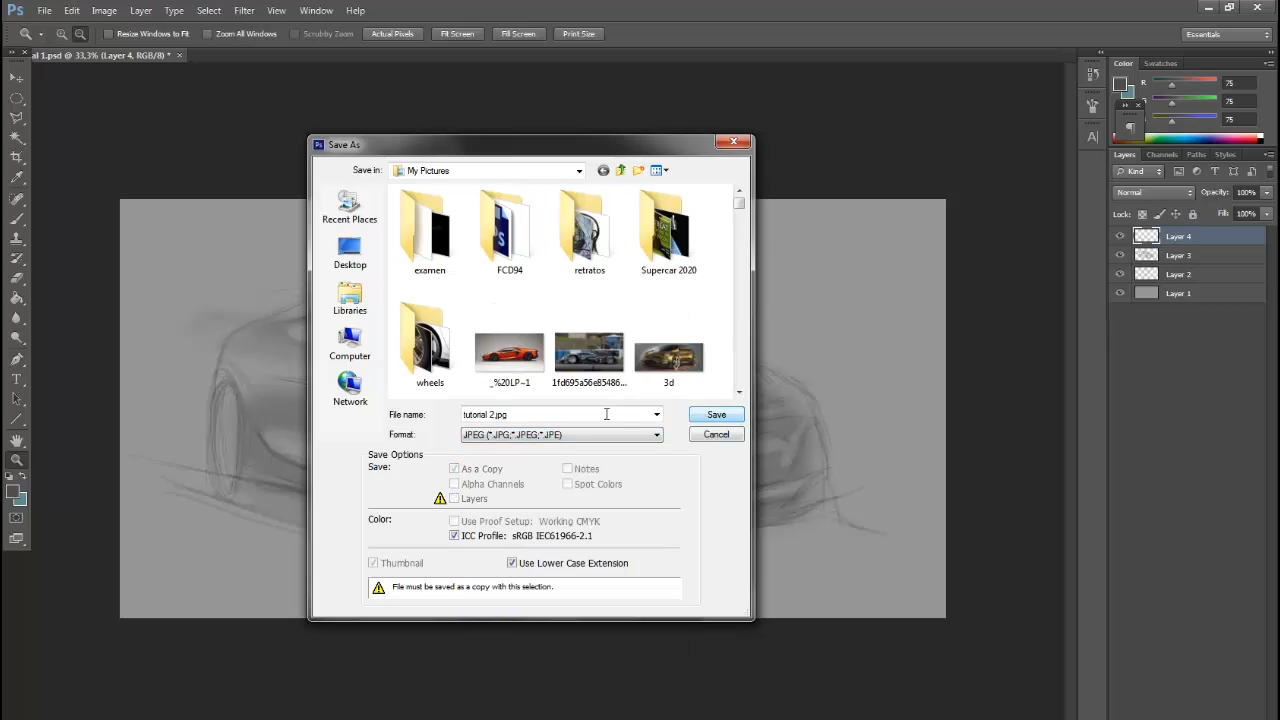 Ps File Edit Image Layer Type Select Filter View Window Help
Resize Windows to Fit Zoom All Windows Scrubby Zoom Actual Pixels Fit Screen Fill Screen Print Size Essentials
al 1.psd @ 33,3% (Layer 4, RGB/8) * ×
Color Swatches
R 75
75
75
Layers Channels Paths Styles
Kind
Normal Opacity: 100%
Lock: Fill: 100%
Layer 4
Layer 3
Layer 2
Layer 1
Save As
Save in: My Pictures
Recent Places
Desktop
Libraries
Computer
Network
examen FCD94 retratos Supercar 2020
wheels _%20LP~1 1fd695a56e85486... 3d
File name: tutorial 2.jpg Save
Format: JPEG (*.JPG;*.JPEG;*.JPE) Cancel
Save Options
Save: As a Copy Notes
Alpha Channels Spot Colors
Layers
Color: Use Proof Setup: Working CMYK
ICC Profile: sRGB IEC61966-2.1
Thumbnail Use Lower Case Extension
File must be saved as a copy with this selection.